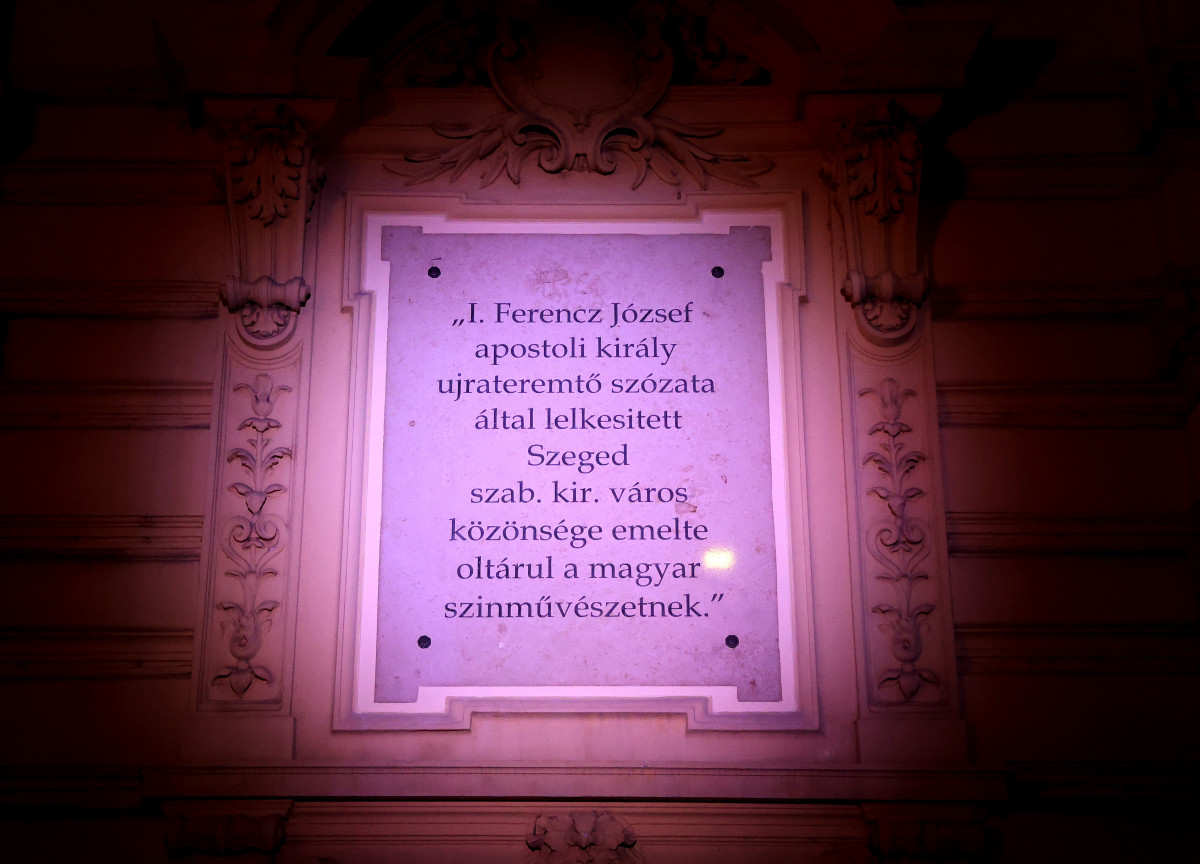 „I. Ferencz József
apostoli király
ujrateremtő szózata
által lelkesitett
Szeged
szab. kir. város
közönsége emelte
oltárul a magyar
szinművészetnek.”